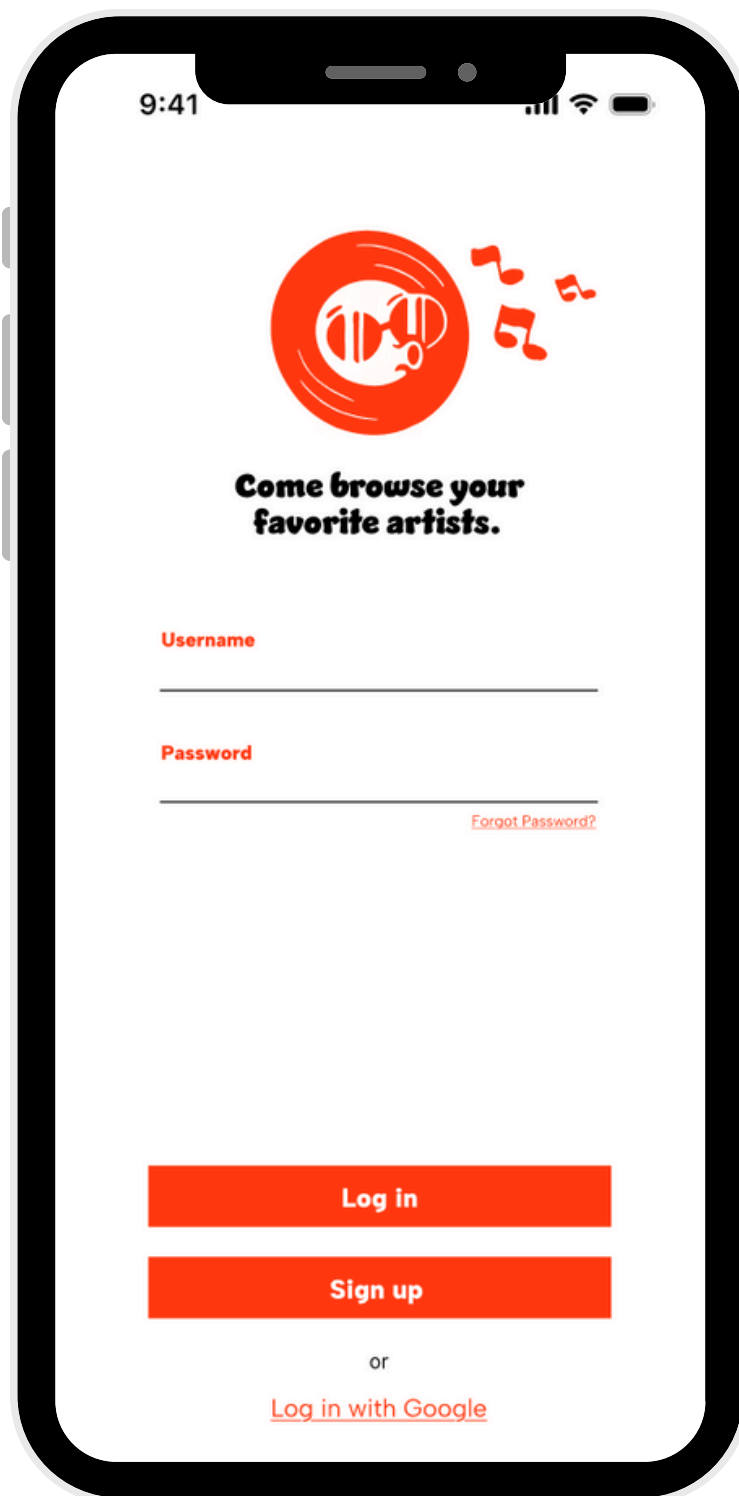 9:41
Come browse your
favorite artists.
Username
Password
Forgot Password?
Log in
Sign up
or
Log in with Google